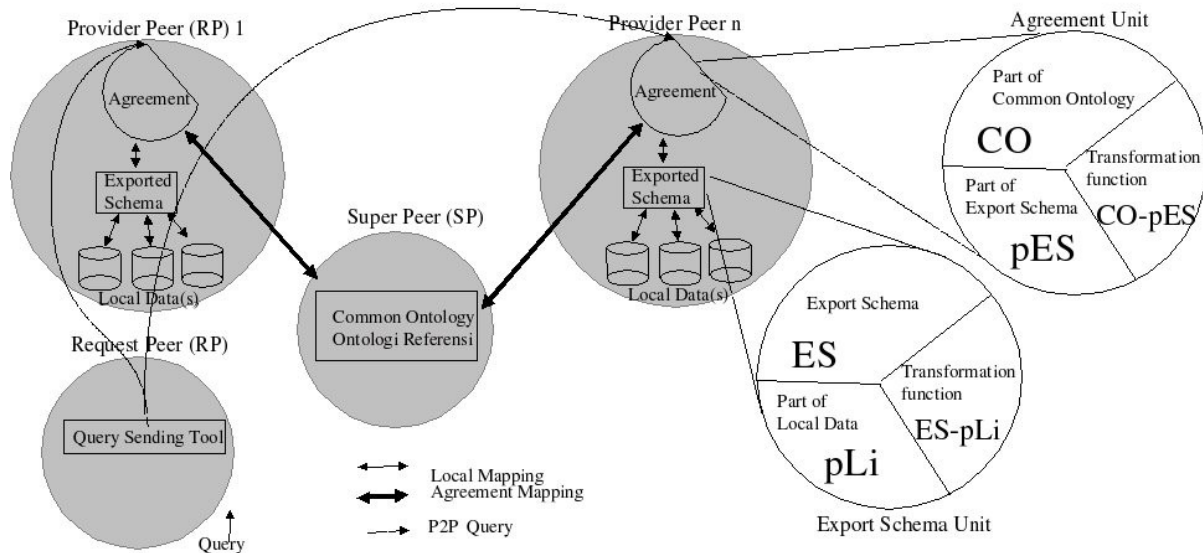 Provider Peer (RP) 1
Provider Peer n
Agreement Unit
Agreement
Agreement
Part of
Common Ontology
CO
Transformation
function
CO-pES
Part of
Export Schema
pES
Exported
Schema
Exported
Schema
Local Data(s)
Local Data(s)
Super Peer (SP)
Common Ontology
Ontologi Referensi
Export Schema
ES
Transformation
function
ES-pLi
Part of
Local Data
pLi
Export Schema Unit
Request Peer (RP)
Query Sending Tool
Query
Local Mapping
Agreement Mapping
P2P Query